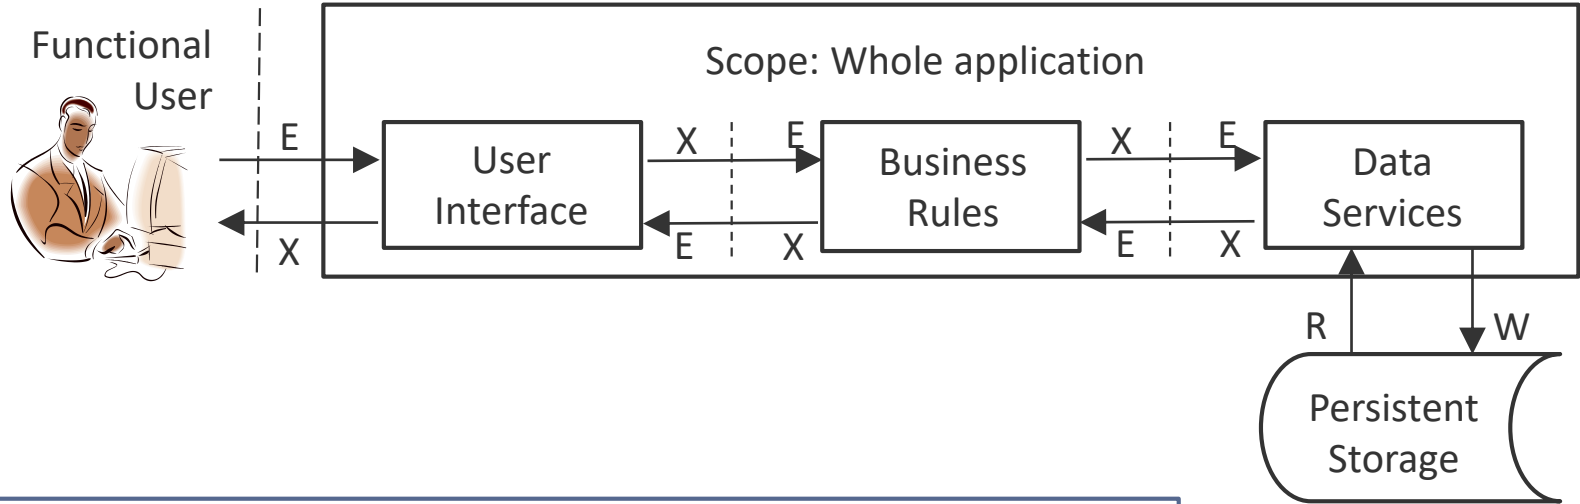 Functional
User
Scope: Whole application
E
X
User
Interface
X
E
E
X
Business
Rules
X
E
E
X
Data
Services
R
W
Persistent
Storage